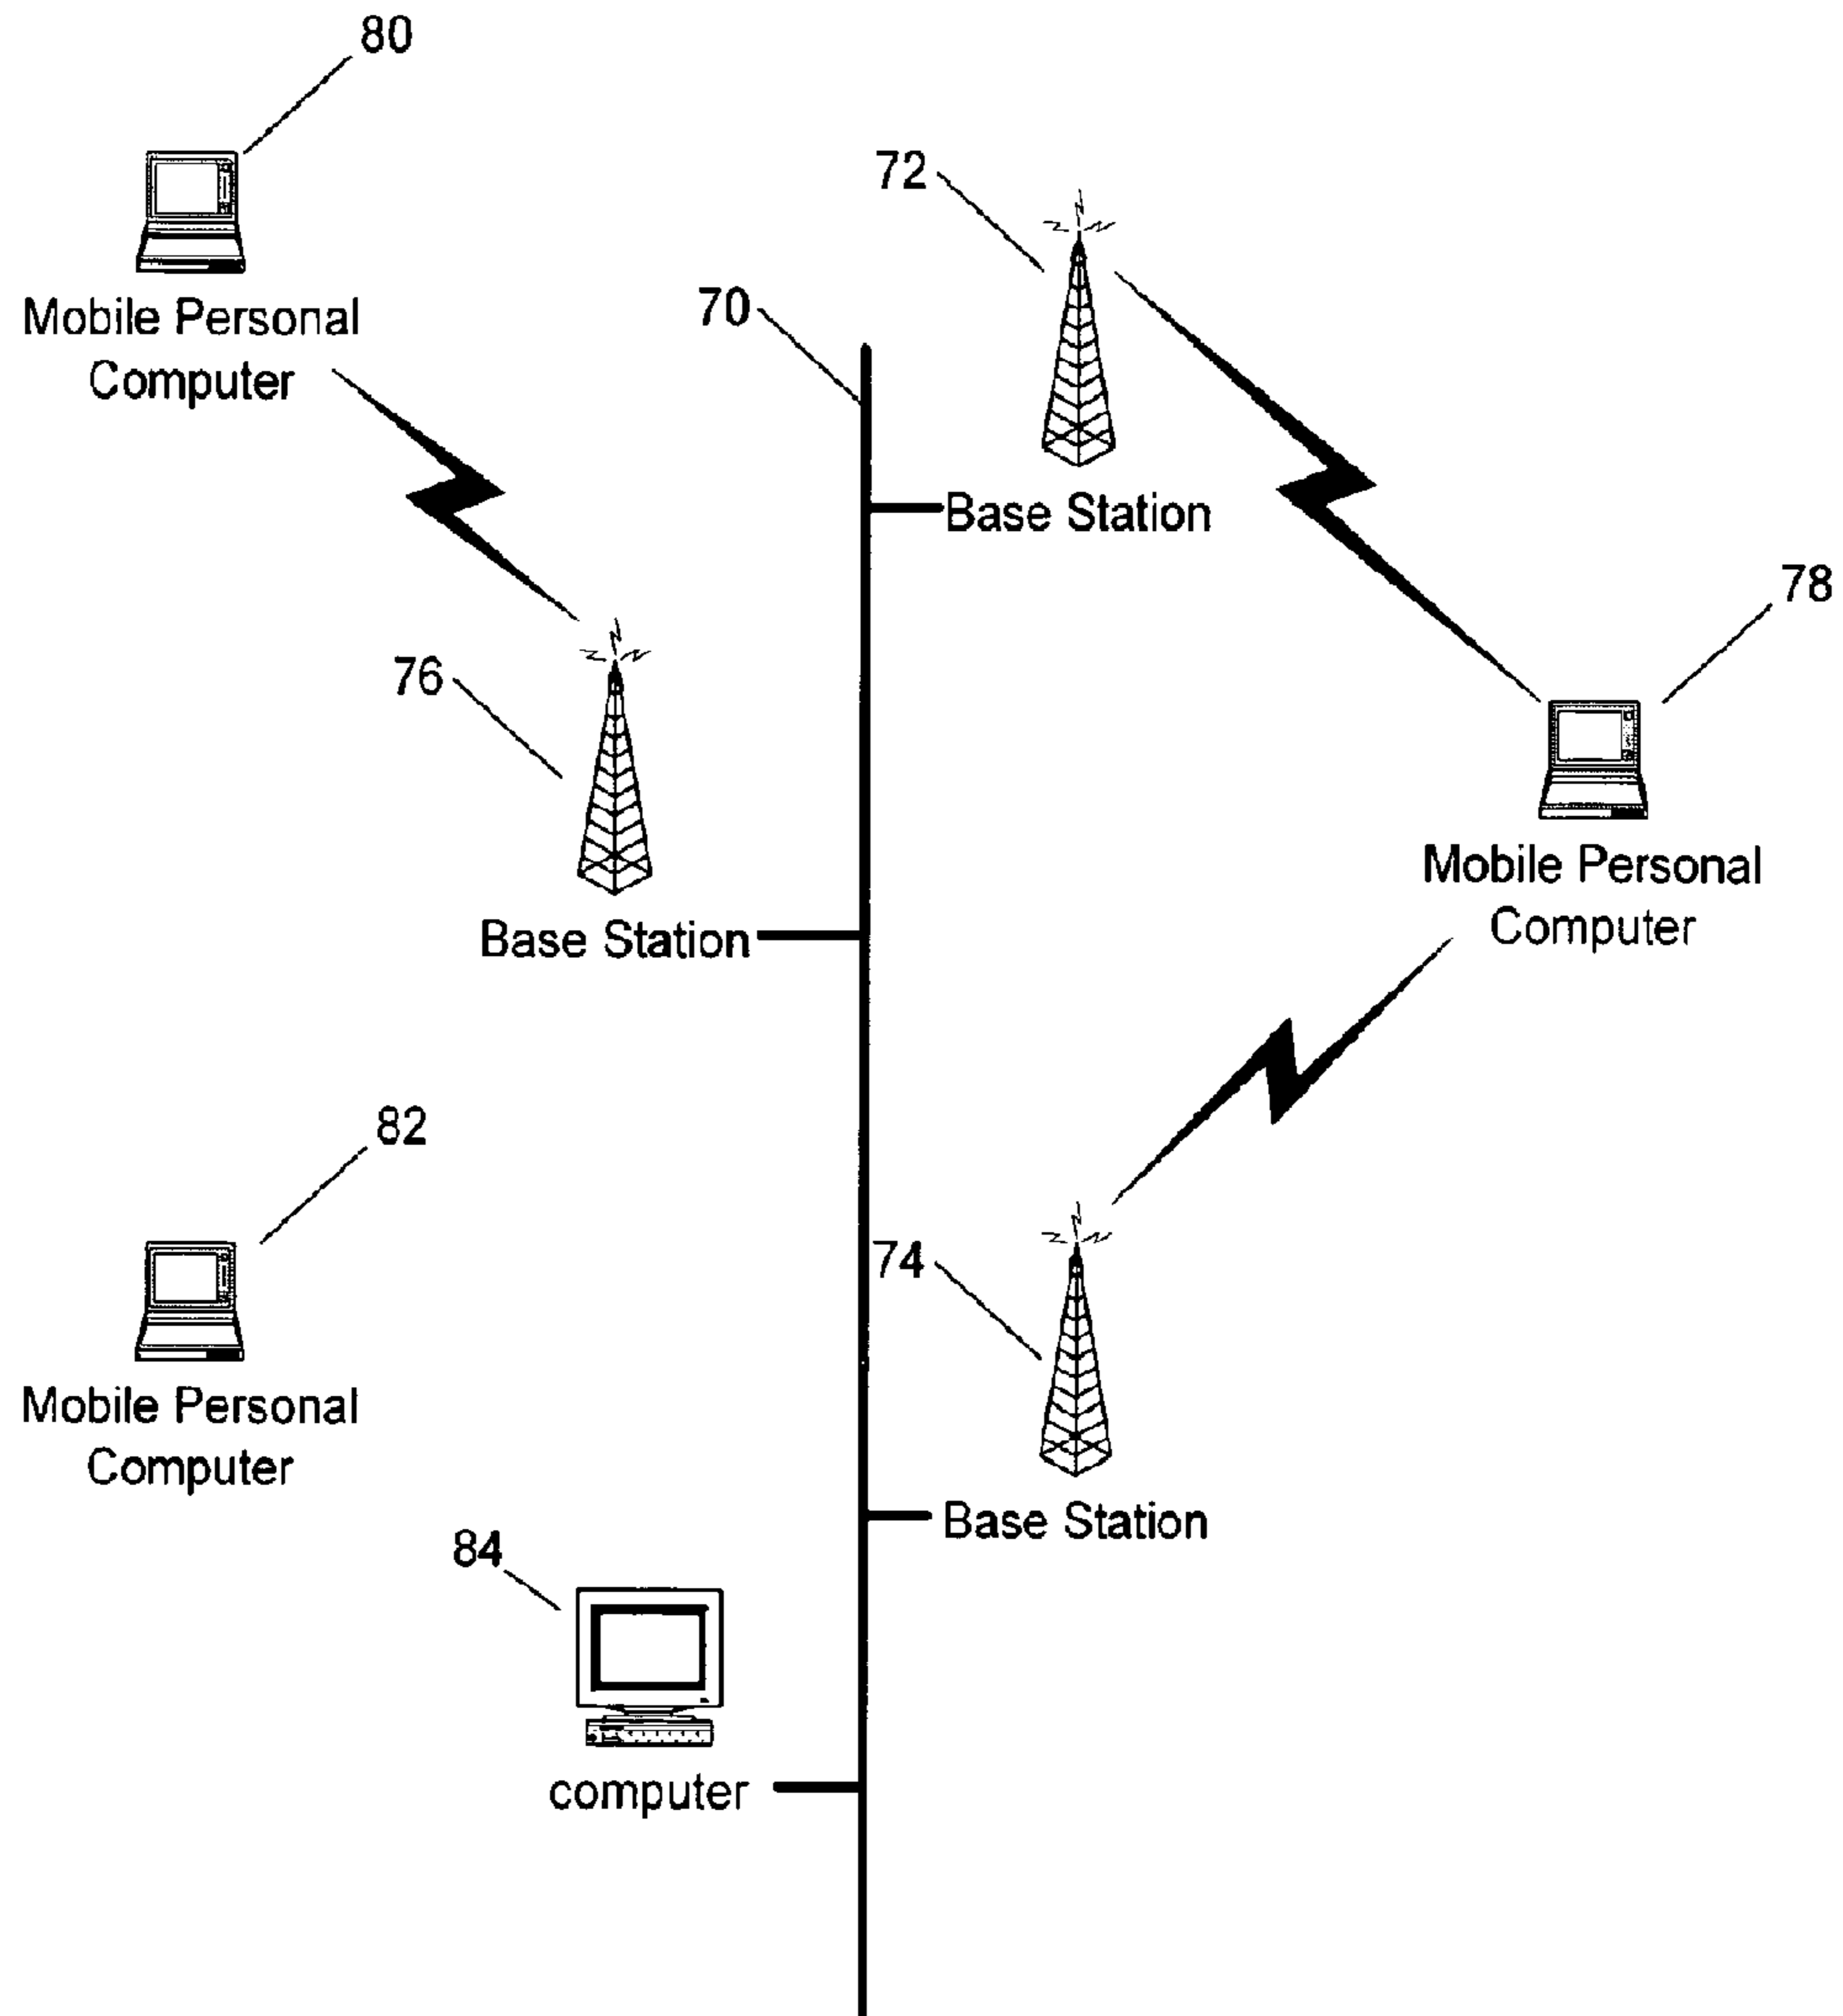 80
Mobile Personal
Computer
72
70
Base Station
78
76
Mobile Personal
Computer
Base Station
82
Mobile Personal
Computer
74
Base Station
84
computer